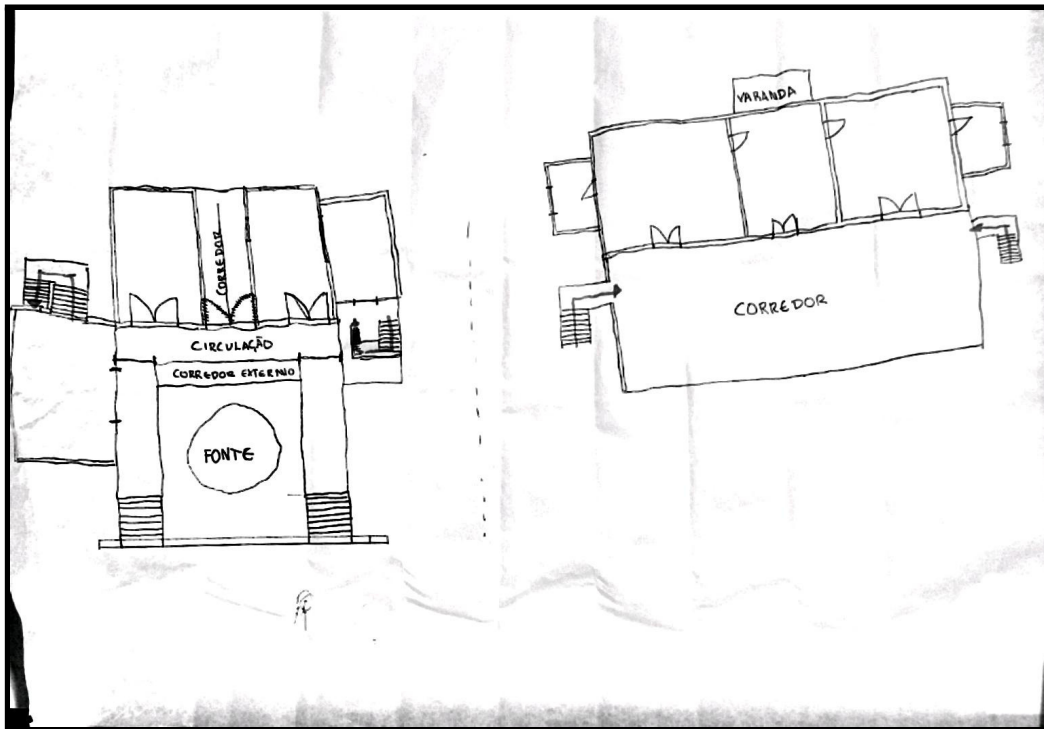 CORREDOR
CIRCULAÇÃO
CORREDOR EXTERNO
FONTE
VARANDA
CORREDOR